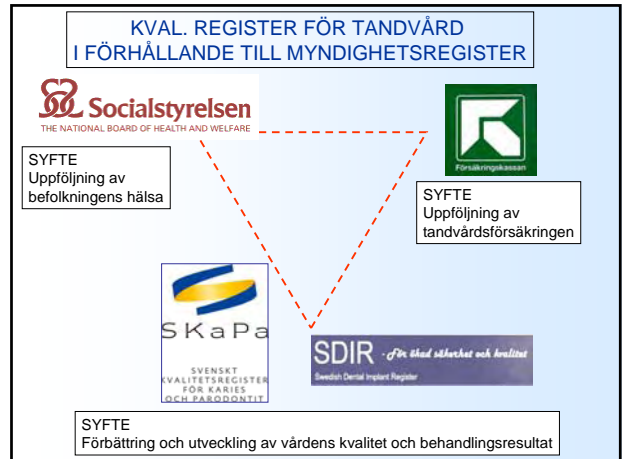 KVAL. REGISTER FÖR TANDVÅRD
I FÖRHÅLLANDE TILL MYNDIGHETSREGISTER
Socialstyrelsen
THE NATIONAL BOARD OF HEALTH AND WELFARE
SYFTE
Uppföljning av
befolkningens hälsa
Försäkringskassan
SYFTE
Uppföljning av
tandvårdsförsäkringen
SKaPa
SVENSKT
KVALITETSREGISTER
FÖR KARIES
OCH PARODONTIT
SDIR - För ökad säkerhet och kvalitet
Swedish Dental Implant Register
SYFTE
Förbättring och utveckling av vårdens kvalitet och behandlingsresultat